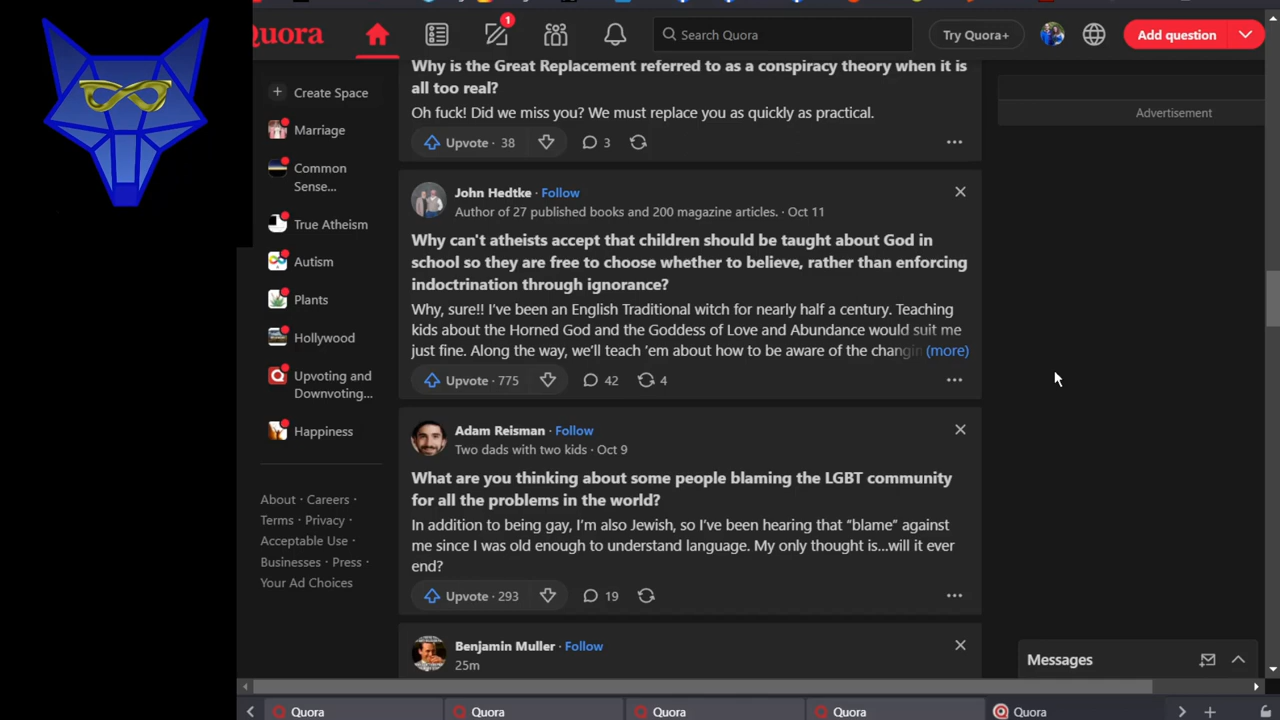 Quora
1
Search Quora
Try Quora+
Add question
Create Space
Marriage
Common
Sense...
True Atheism
Autism
Plants
Hollywood
Upvoting and
Downvoting...
Happiness
About · Careers ·
Terms · Privacy ·
Acceptable Use ·
Businesses · Press ·
Your Ad Choices
Why is the Great Replacement referred to as a conspiracy theory when it is
all too real?
Oh fuck! Did we miss you? We must replace you as quickly as practical.
Upvote · 38
3
John Hedtke · Follow
Author of 27 published books and 200 magazine articles. · Oct 11
Why can't atheists accept that children should be taught about God in
school so they are free to choose whether to believe, rather than enforcing
indoctrination through ignorance?
Why, sure!! I've been an English Traditional witch for nearly half a century. Teaching
kids about the Horned God and the Goddess of Love and Abundance would suit me
just fine. Along the way, we'll teach 'em about how to be aware of the changin (more)
Upvote · 775
42
4
Adam Reisman · Follow
Two dads with two kids · Oct 9
What are you thinking about some people blaming the LGBT community
for all the problems in the world?
In addition to being gay, I'm also Jewish, so I've been hearing that “blame” against
me since I was old enough to understand language. My only thought is...will it ever
end?
Upvote · 293
19
Benjamin Muller · Follow
25m
Advertisement
Messages
Quora
Quora
Quora
Quora
Quora